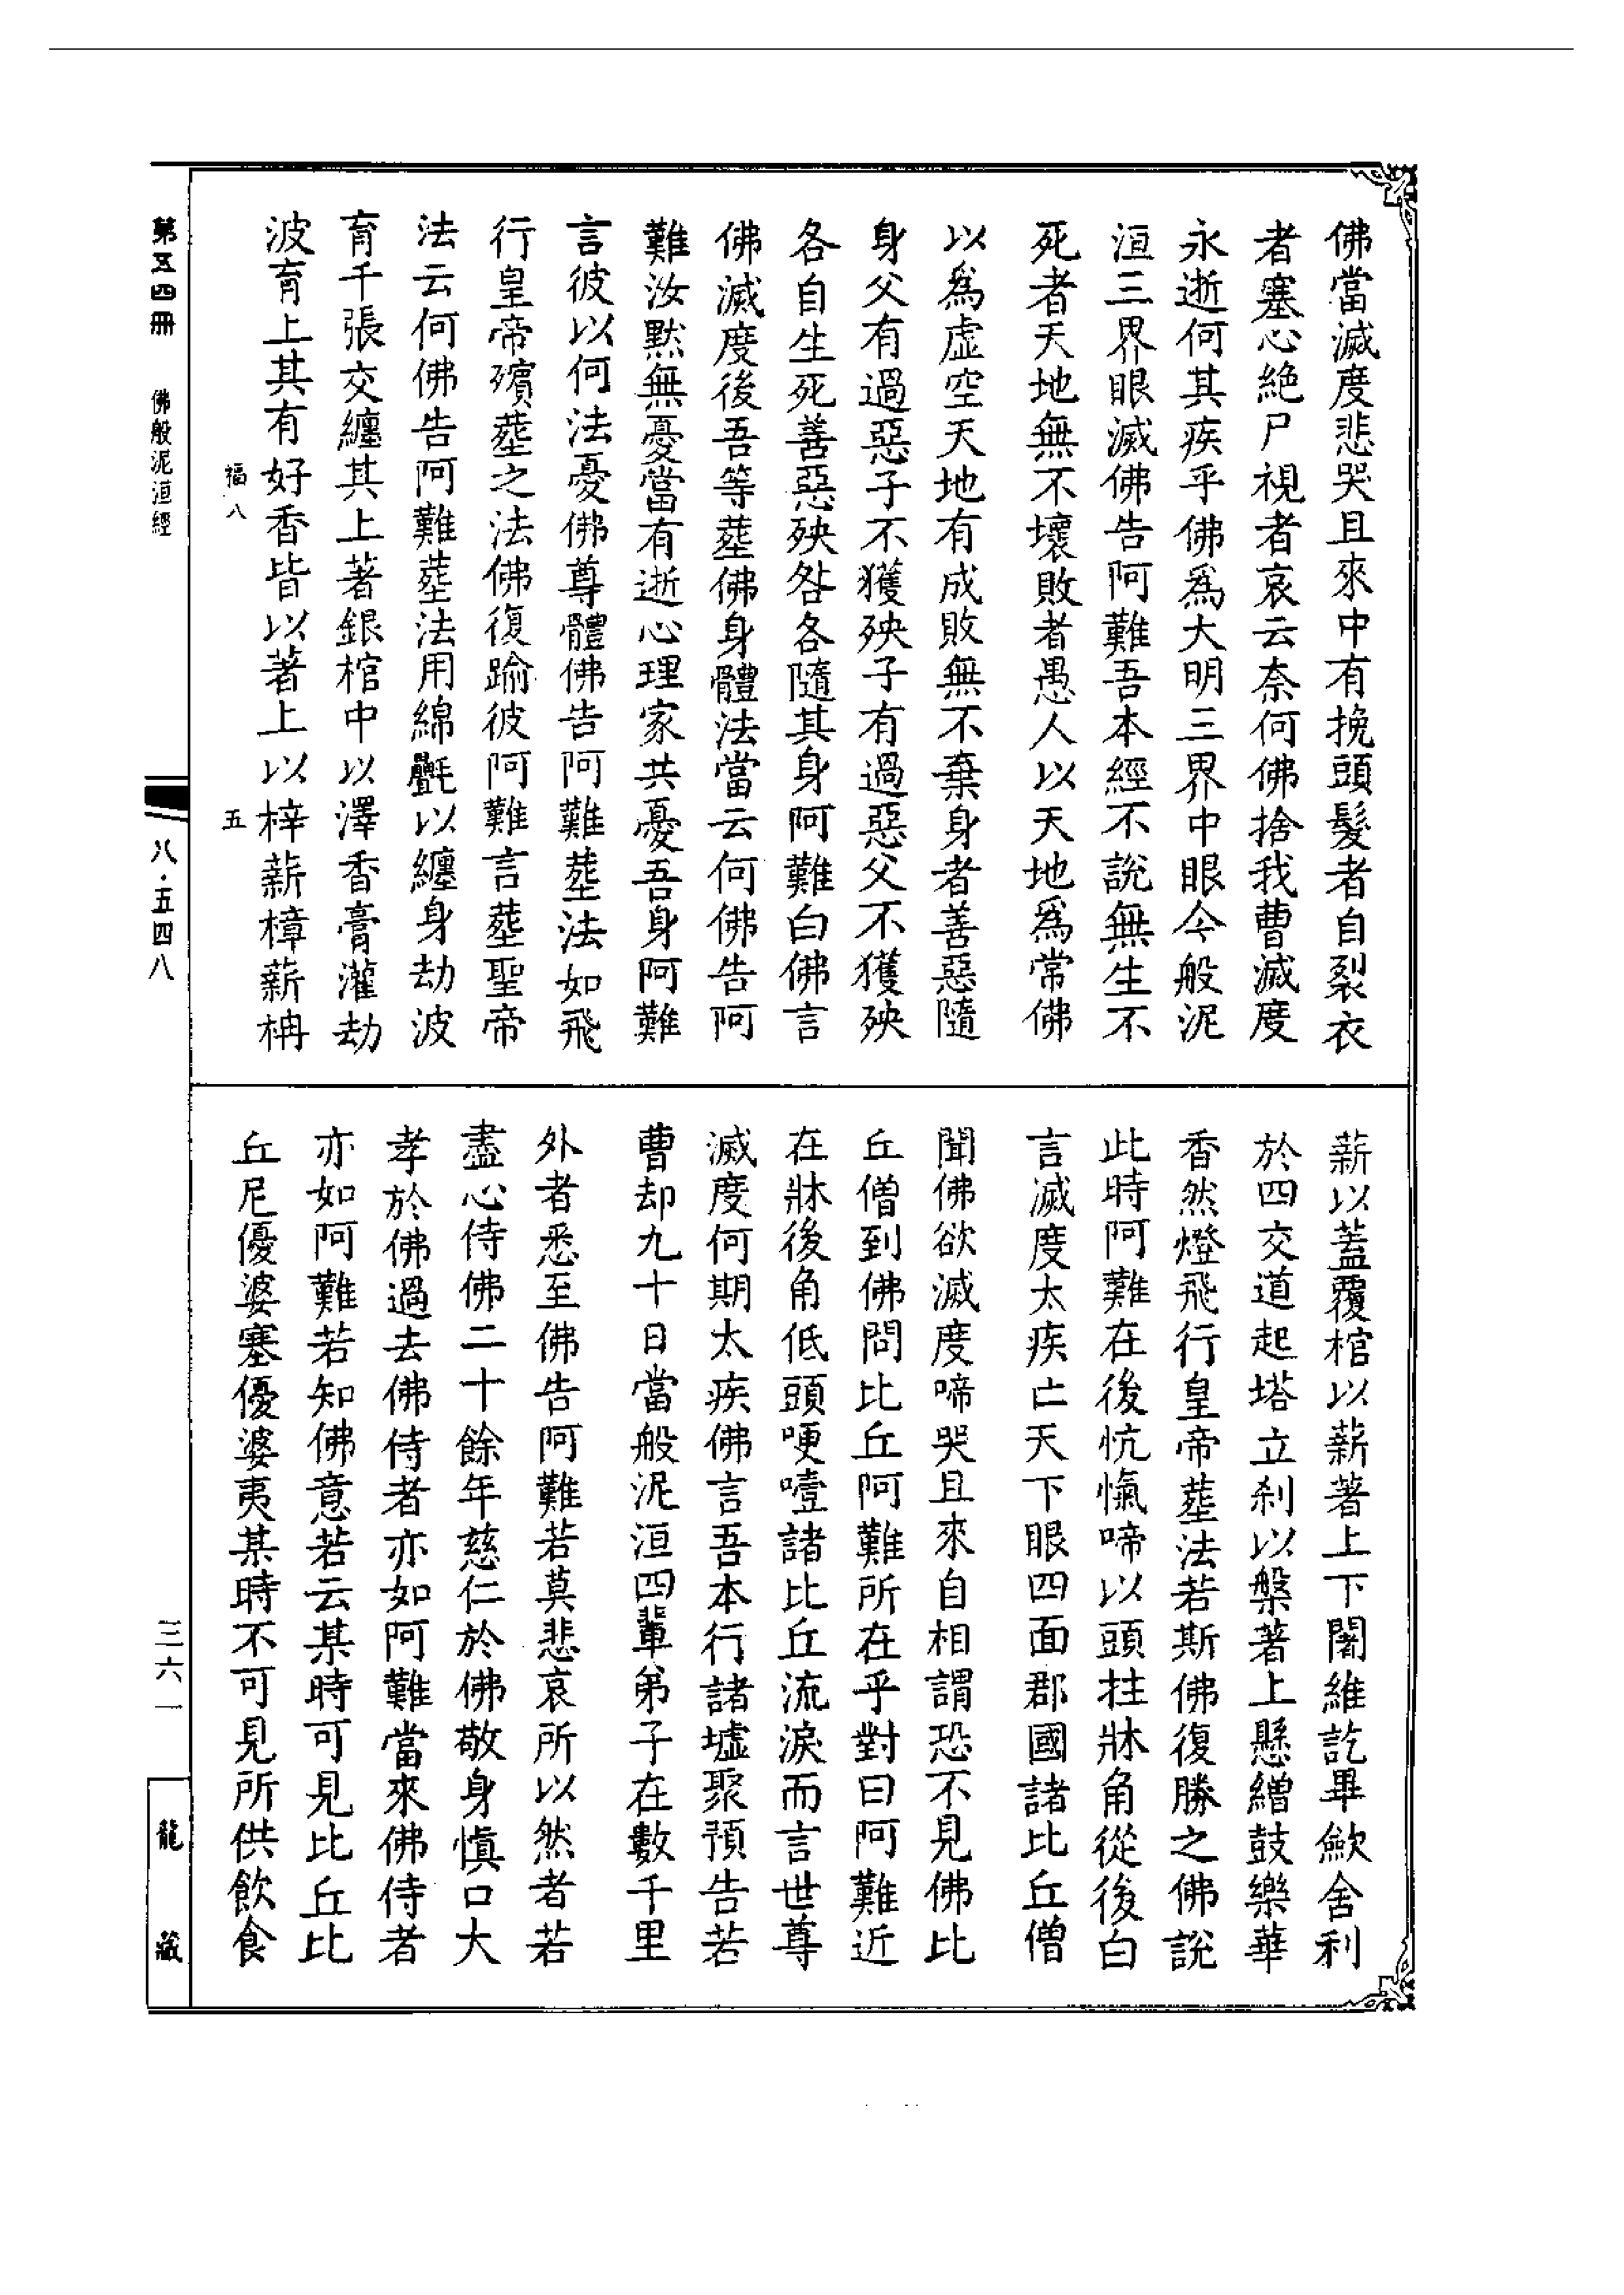 佛當滅度悲哭且來中有挽頭髮者自裂衣
者塞心絶尸視者哀云奈何佛捨我曹滅度
永逝何其疾乎佛爲大明三界中眼今般泥
洹三界眼滅佛告阿難吾本經不說無生不
死者天地無不壞敗者愚人以天地爲常佛
以爲虛空天地有成敗無不棄身者善惡隨
身父有過惡子不獲殃子有過惡父不獲殃
各自生死善惡殃咎各隨其身阿難白佛言
佛滅度後吾等塟佛身體法當云何佛告阿
難汝默無憂當有逝心理家共憂吾身阿難
言彼以何法憂佛尊體佛告阿難塟法如飛
行皇帝殯塟之法佛復踰彼阿難言塟聖帝
法云何佛告阿難塟法用綿氎以纏身劫波
育千張交纏其上著銀棺中以澤香膏灌劫
波育上其有好香皆以著上以梓薪樟薪栴
薪以蓋覆棺以薪著上下闍維訖畢歛舍利
於四交道起塔立刹以槃著上懸繒鼓樂華
香然燈飛行皇帝塟法若斯佛復勝之佛說
此時阿難在後忼愾啼以頭拄牀角從後白
言滅度太疾亡天下眼四面郡國諸比丘僧
聞佛欲滅度啼哭且來自相謂恐不見佛比
丘僧到佛問比丘阿難所在乎對曰阿難近
在牀後角低頭哽噎諸比丘流淚而言世尊
滅度何期太疾佛言吾本行諸墟聚預告若
曹却九十日當般泥洹四輩弟子在數千里
外者悉至佛告阿難若莫悲哀所以然者若
盡心侍佛二十餘年慈仁於佛敬身慎口大
孝於佛過去佛侍者亦如阿難當來佛侍者
亦如阿難若知佛意若云某時可見比丘比
丘尼優婆塞優婆夷某時不可見所供飲食
福八 五
第五四冊 佛般泥洹經
八·五四八
三六一
龍藏